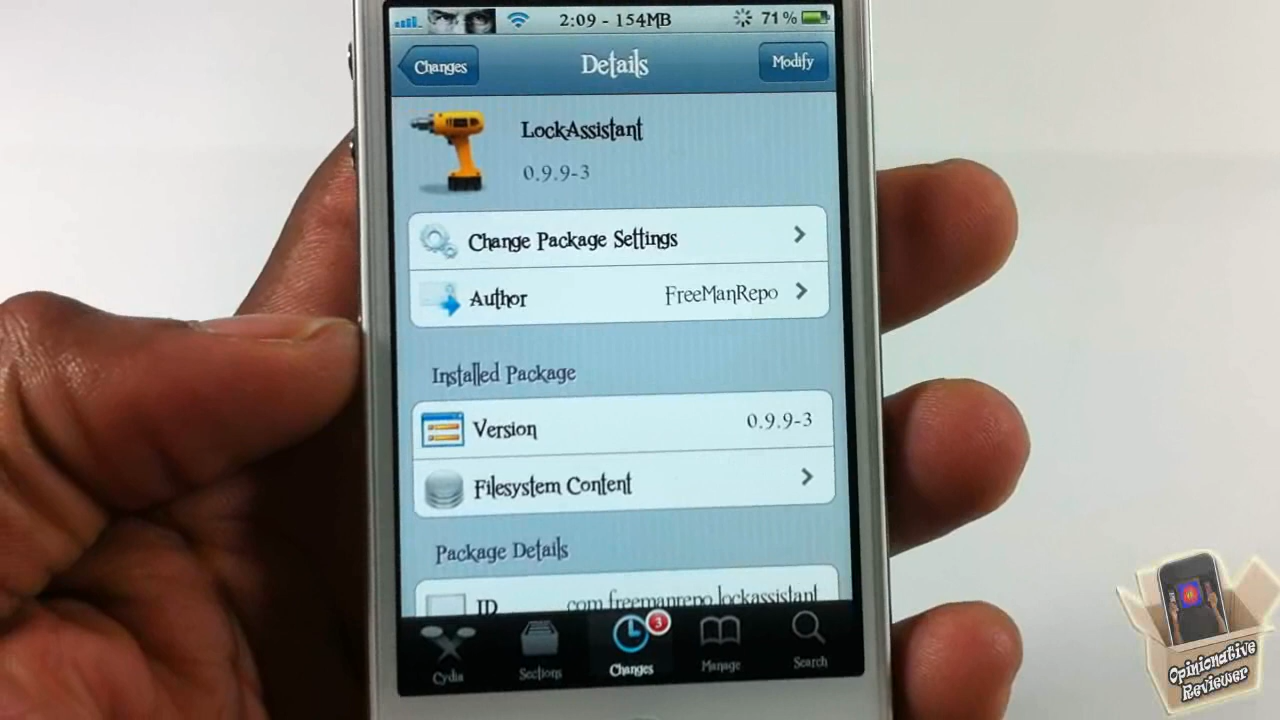 2:09 - 154MB 71%
Changes Details Modify
LockAssistant
0.9.9-3
Change Package Settings
Author FreeManRepo
Installed Package
Version 0.9.9-3
Filesystem Content
Package Details
ID com.freemanrepo.lockassistant
3
Cydia Sections Changes Manage Search
Opinionative
Reviewer